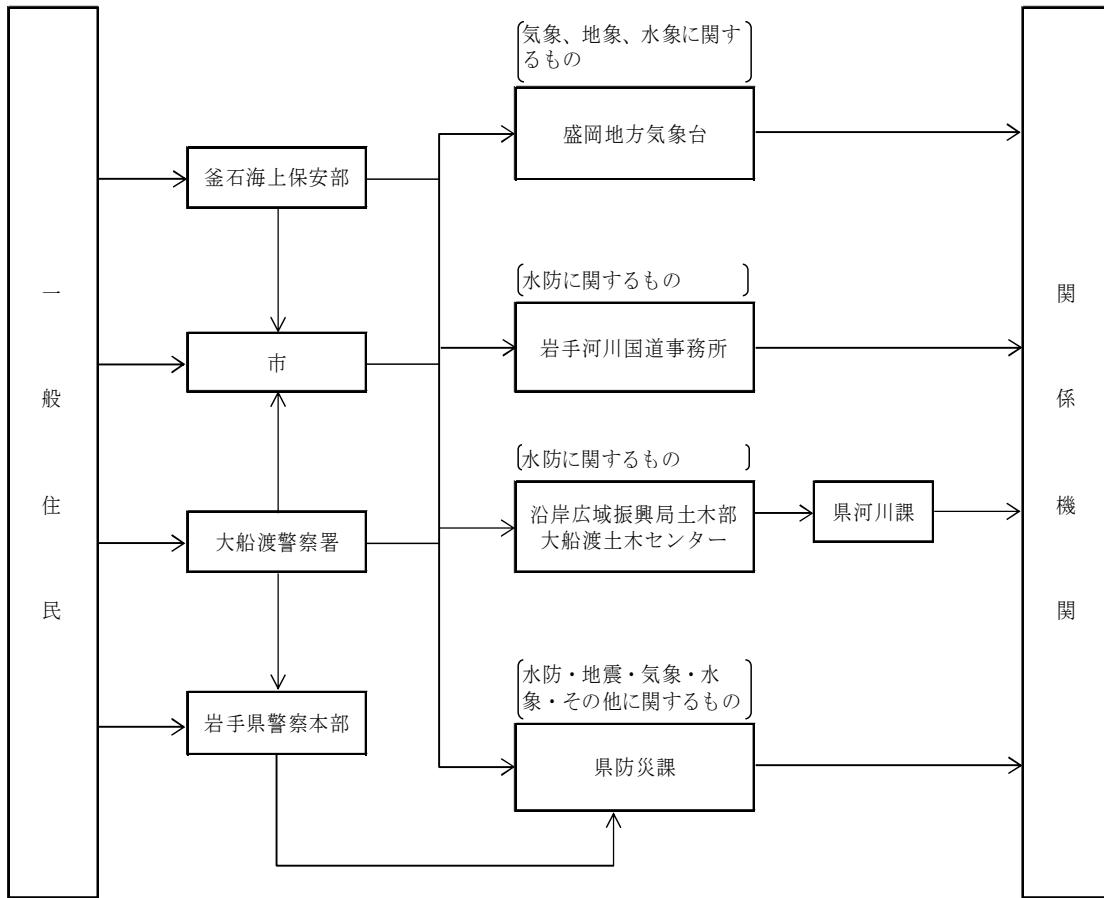 一般住民
釜石海上保安部
市
大船渡警察署
岩手県警察本部
気象、地象、水象に関す
るもの
盛岡地方気象台
水防に関するもの
岩手河川国道事務所
水防に関するもの
沿岸広域振興局土木部
大船渡土木センター
県河川課
水防・地震・気象・水
象・その他に関するもの
県防災課
関係機関